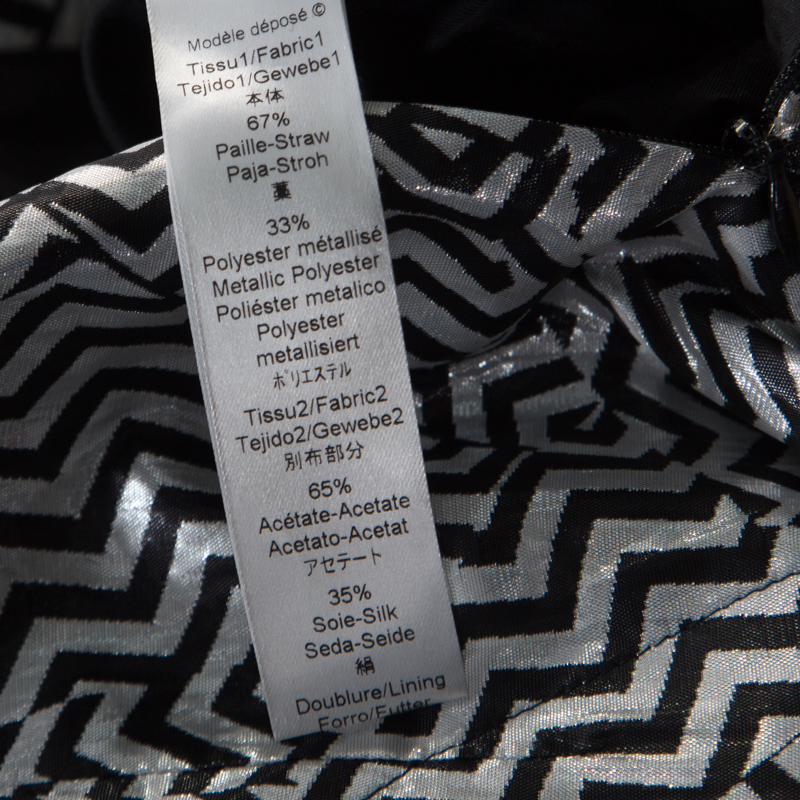 Modèle déposé ©
Tissu1/Fabric1
Tejido1/Gewebe1
本体
67%
Paille-Straw
Paja-Stroh
藁
33%
Polyester métallisé
Metallic Polyester
Poliéster metalico
Polyester
metallisiert
ﾎﾟﾘｴｽﾃﾙ
Tissu2/Fabric2
Tejido2/Gewebe2
別布部分
65%
Acétate-Acetate
Acetato-Acetat
アセテート
35%
Soie-Silk
Seda-Seide
絹
Doublure/Lining
Forro/Futter